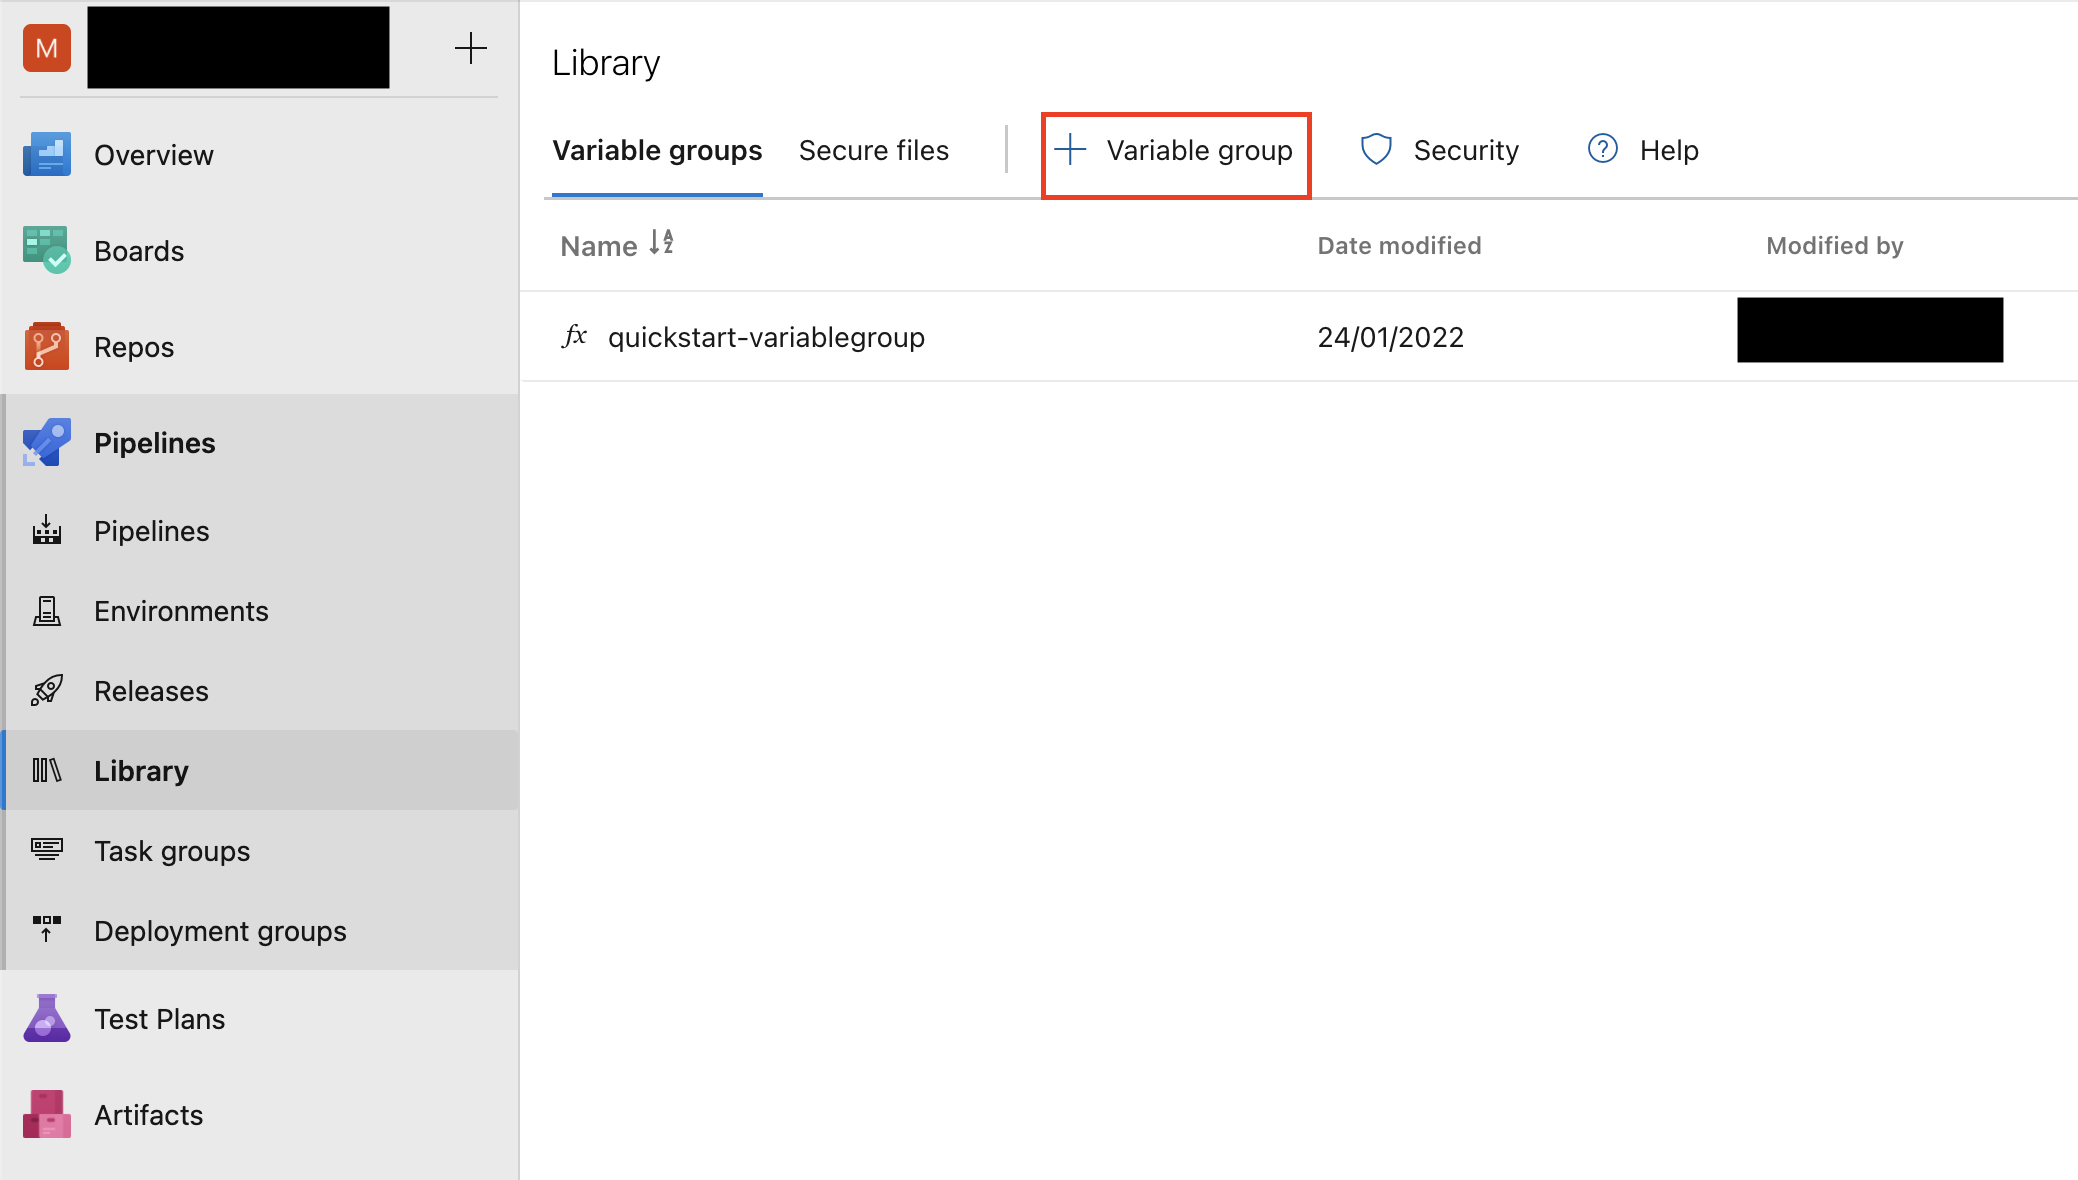 M
Overview
Boards
Repos
Pipelines
Pipelines
Environments
Releases
Library
Task groups
Deployment groups
Test Plans
Artifacts
Library
Variable groups Secure files Variable group Security ? Help
Name A Z Date modified Modified by
fx quickstart-variablegroup 24/01/2022